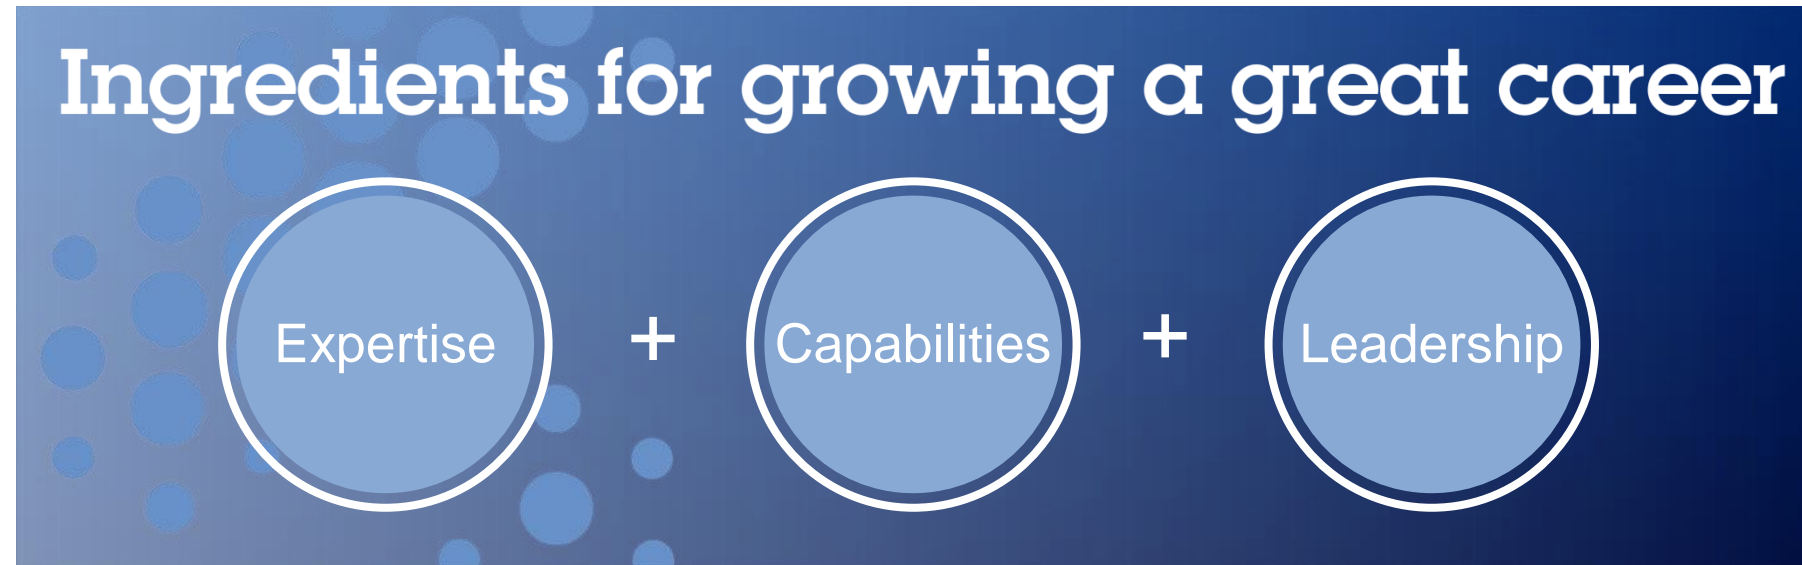 Ingredients for growing a great career
Expertise + Capabilities + Leadership